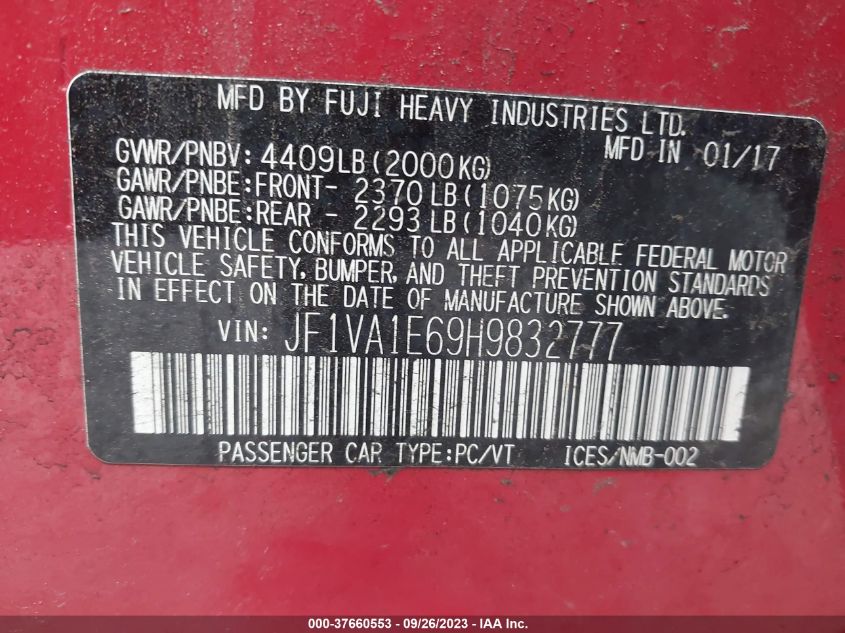 MFD BY FUJI HEAVY INDUSTRIES LTD.
GVWR/PNBV: 4409LB(2000KG) MFD IN 01/17
GAWR/PNBE:FRONT- 2370LB(1075KG)
GAWR/PNBE:REAR - 2293LB(1040KG)
THIS VEHICLE CONFORMS TO ALL APPLICABLE FEDERAL MOTOR
VEHICLE SAFETY, BUMPER, AND THEFT PREVENTION STANDARDS
IN EFFECT ON THE DATE OF MANUFACTURE SHOWN ABOVE.
VIN: JF1VA1E69H9832777
PASSENGER CAR TYPE:PC/VT ICES/NMB-002
000-37660553 - 09/26/2023 - IAA Inc.